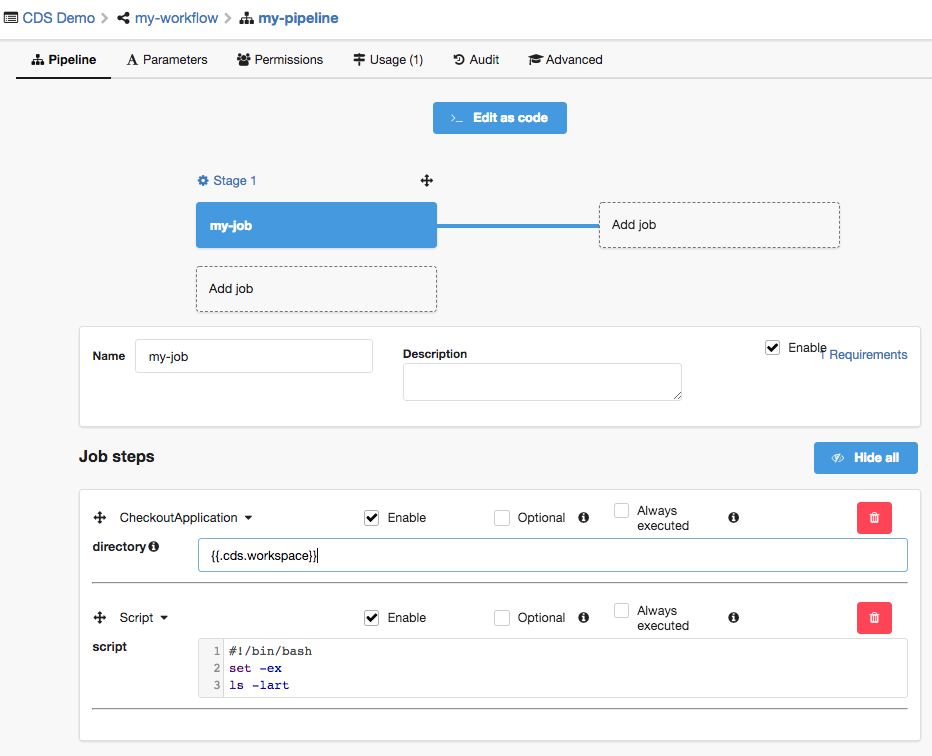 CDS Demo my-workflow my-pipeline
Pipeline Parameters Permissions Usage (1) Audit Advanced
>_ Edit as code
Stage 1
my-job Add job
Add job
Name my-job Description Enable 1 Requirements
Job steps Hide all
CheckoutApplication Enable Optional Always executed
directory {{.cds.workspace}}
Script Enable Optional Always executed
script
1 #!/bin/bash
2 set -ex
3 ls -lart